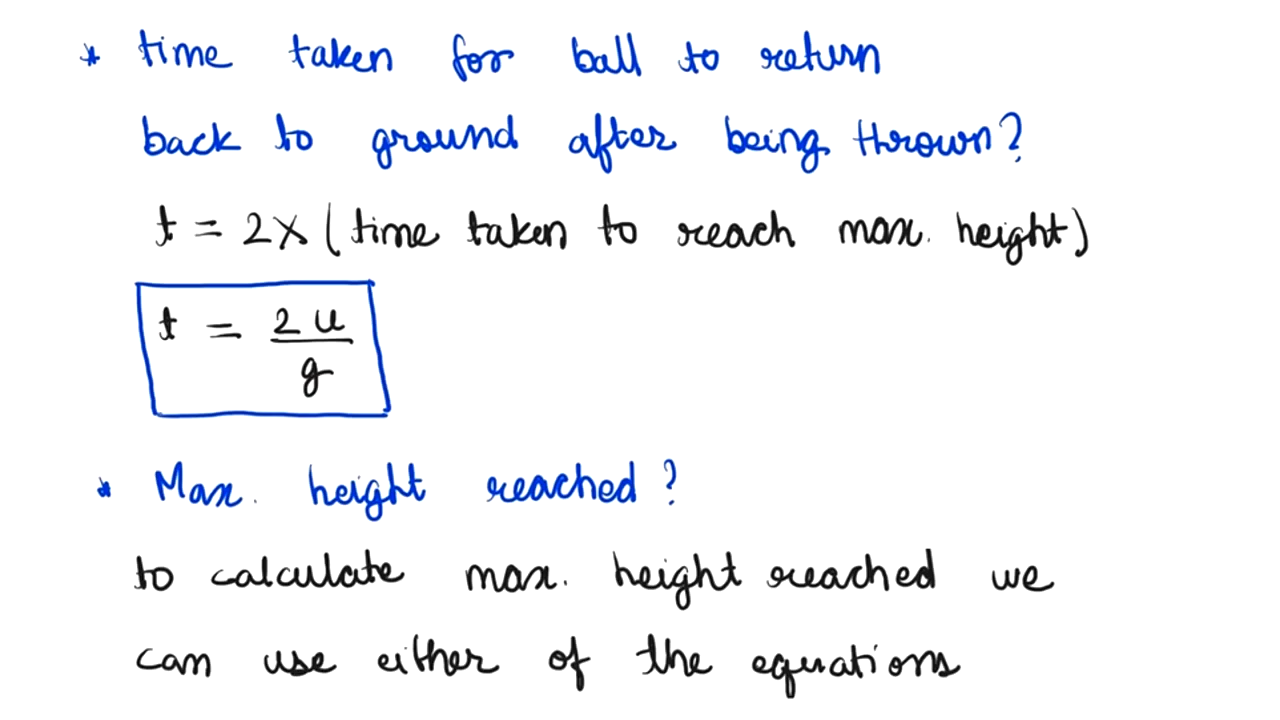 * time taken for ball to return
back to ground after being thrown?
t = 2 × (time taken to reach max. height)
t = 2u/g
* Max. height reached?
to calculate max. height reached we
can use either of the equations